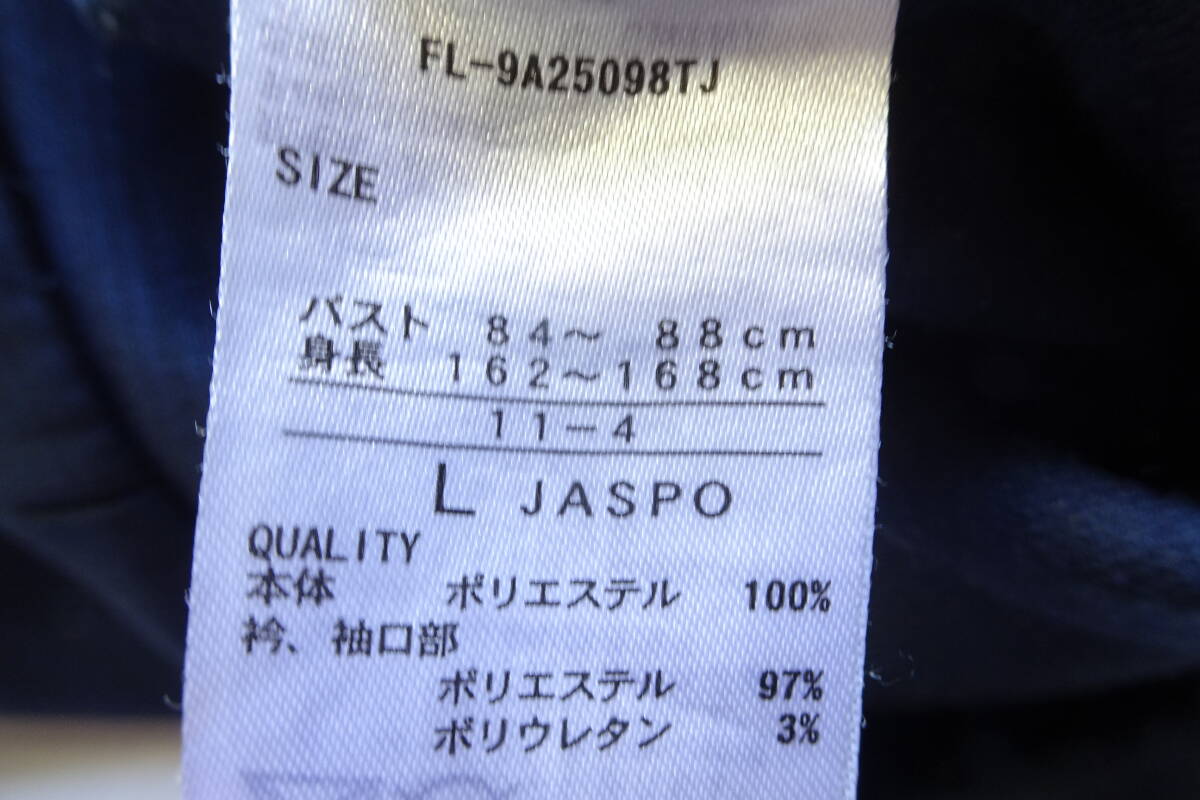 FL-9A25098TJ
SIZE
バスト 84～ 88cm
身長 162～168cm
11-4
L JASPO
QUALITY
本体 ポリエステル 100%
衿、袖口部
ポリエステル 97%
ポリウレタン 3%